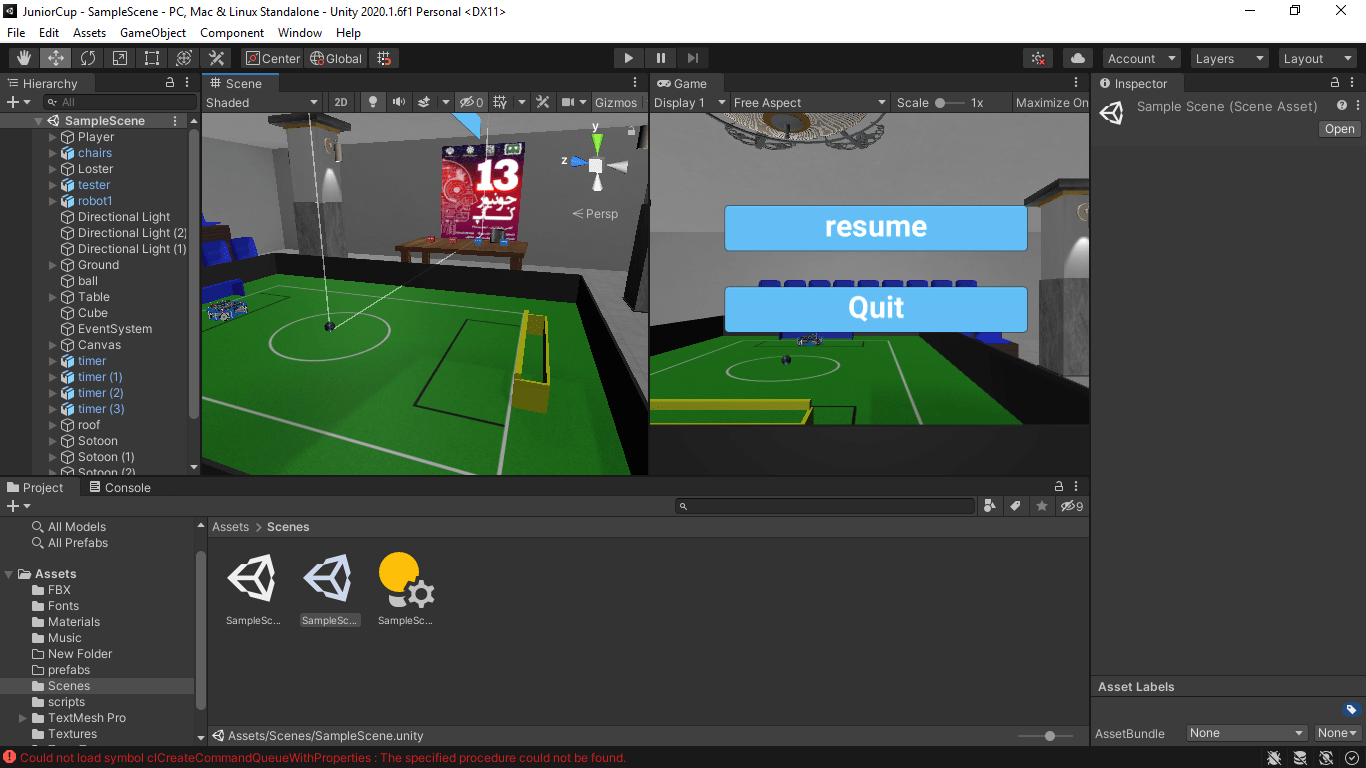 JuniorCup - SampleScene - PC, Mac & Linux Standalone - Unity 2020.1.6f1 Personal <DX11>
File Edit Assets GameObject Component Window Help
Center Global Account Layers Layout
Hierarchy
All
SampleScene
Player
chairs
Loster
tester
robot1
Directional Light
Directional Light (2)
Directional Light (1)
Ground
ball
Table
Cube
EventSystem
Canvas
timer
timer (1)
timer (2)
timer (3)
roof
Sotoon
Sotoon (1)
Sotoon (2)
Scene
Shaded 2D 0 Gizmos
y
z
Persp
13
جونیور
کاپ
Game
Display 1 Free Aspect Scale 1x Maximize On
resume
Quit
Inspector
Sample Scene (Scene Asset)
Open
Project Console
9
All Models
All Prefabs
Assets
FBX
Fonts
Materials
Music
New Folder
prefabs
Scenes
scripts
TextMesh Pro
Textures
Assets > Scenes
SampleSc... SampleSc... SampleSc...
Assets/Scenes/SampleScene.unity
Asset Labels
AssetBundle None None
Could not load symbol clCreateCommandQueueWithProperties : The specified procedure could not be found.